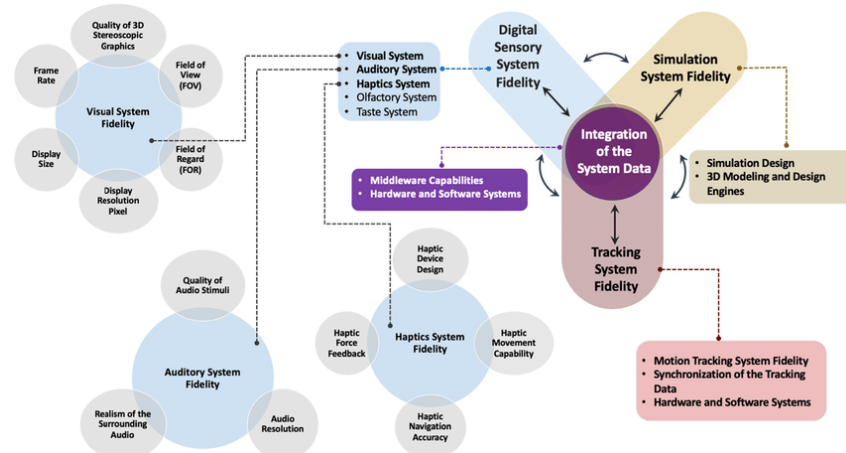 Quality of 3D
Stereoscopic
Graphics
Frame
Rate
Field of
View
(FOV)
Visual System
Fidelity
Display
Size
Field of
Regard
(FOR)
Display
Resolution
Pixel
• Visual System
• Auditory System
• Haptics System
• Olfactory System
• Taste System
Digital
Sensory
System
Fidelity
Simulation
System Fidelity
Integration
of the
System Data
• Middleware Capabilities
• Hardware and Software Systems
• Simulation Design
• 3D Modeling and Design
Engines
Tracking
System
Fidelity
• Motion Tracking System Fidelity
• Synchronization of the Tracking
Data
• Hardware and Software Systems
Quality of
Audio Stimuli
Auditory System
Fidelity
Realism of the
Surrounding
Audio
Audio
Resolution
Haptic
Device
Design
Haptic
Force
Feedback
Haptics System
Fidelity
Haptic
Movement
Capability
Haptic
Navigation
Accuracy